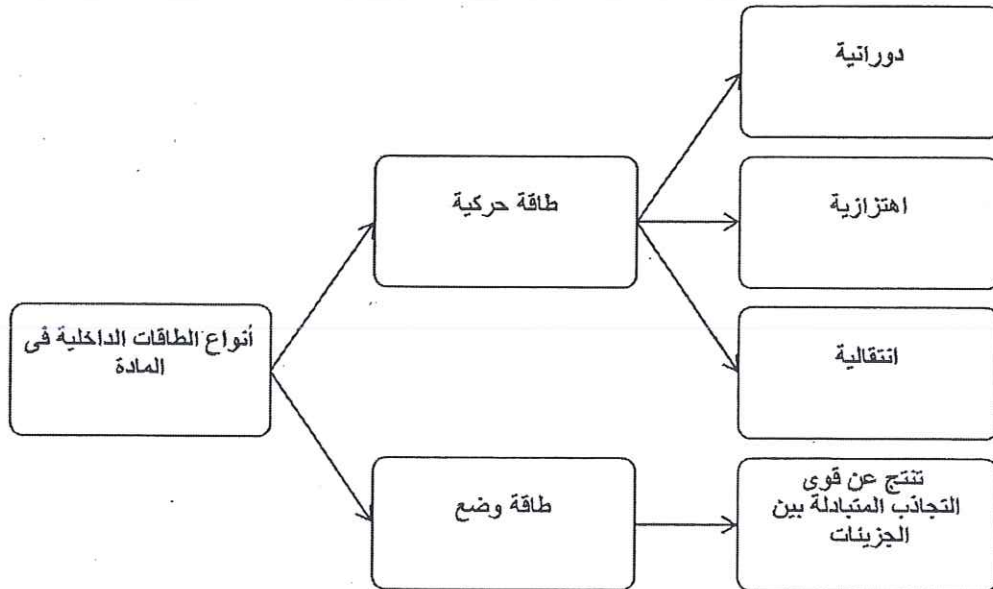 أنواع الطاقات الداخلية فى
المادة
طاقة حركية
دورانية
اهتزازية
انتقالية
طاقة وضع
تنتج عن قوى
التجاذب المتبادلة بين
الجزيئات